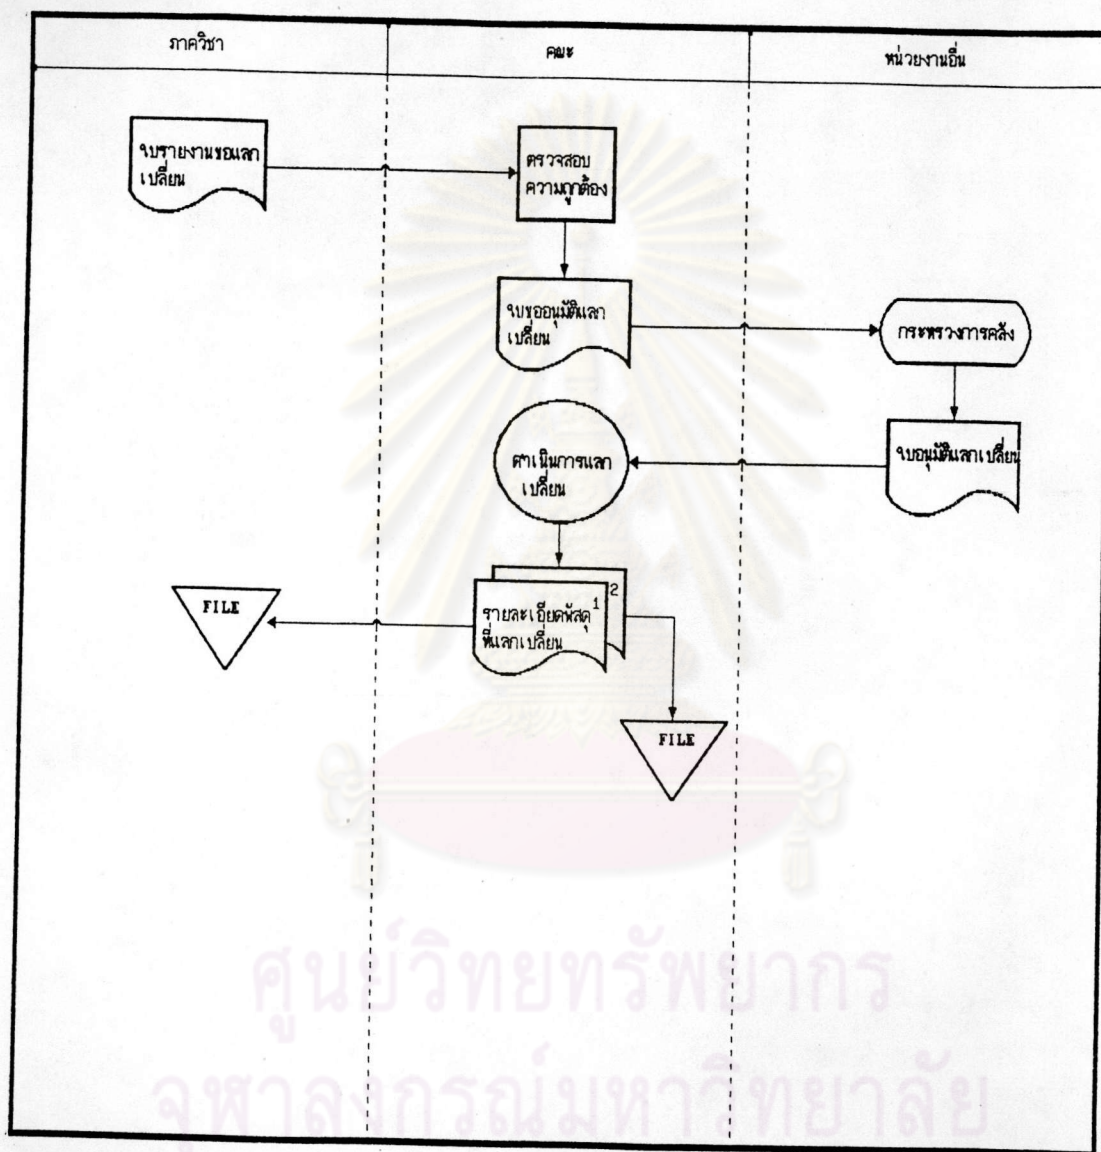 ภาควิชา
คณะ
หน่วยงานอื่น
ใบรายงานขอแลก
เปลี่ยน
ตรวจสอบ
ความถูกต้อง
ใบขออนุมัติแลก
เปลี่ยน
กระทรวงการคลัง
ใบอนุมัติแลกเปลี่ยน
ดำเนินการแลก
เปลี่ยน
รายละเอียดพัสดุ 1
ที่แลกเปลี่ยน
2
FILE
FILE
ศูนย์วิทยทรัพยากร
จุฬาลงกรณ์มหาวิทยาลัย